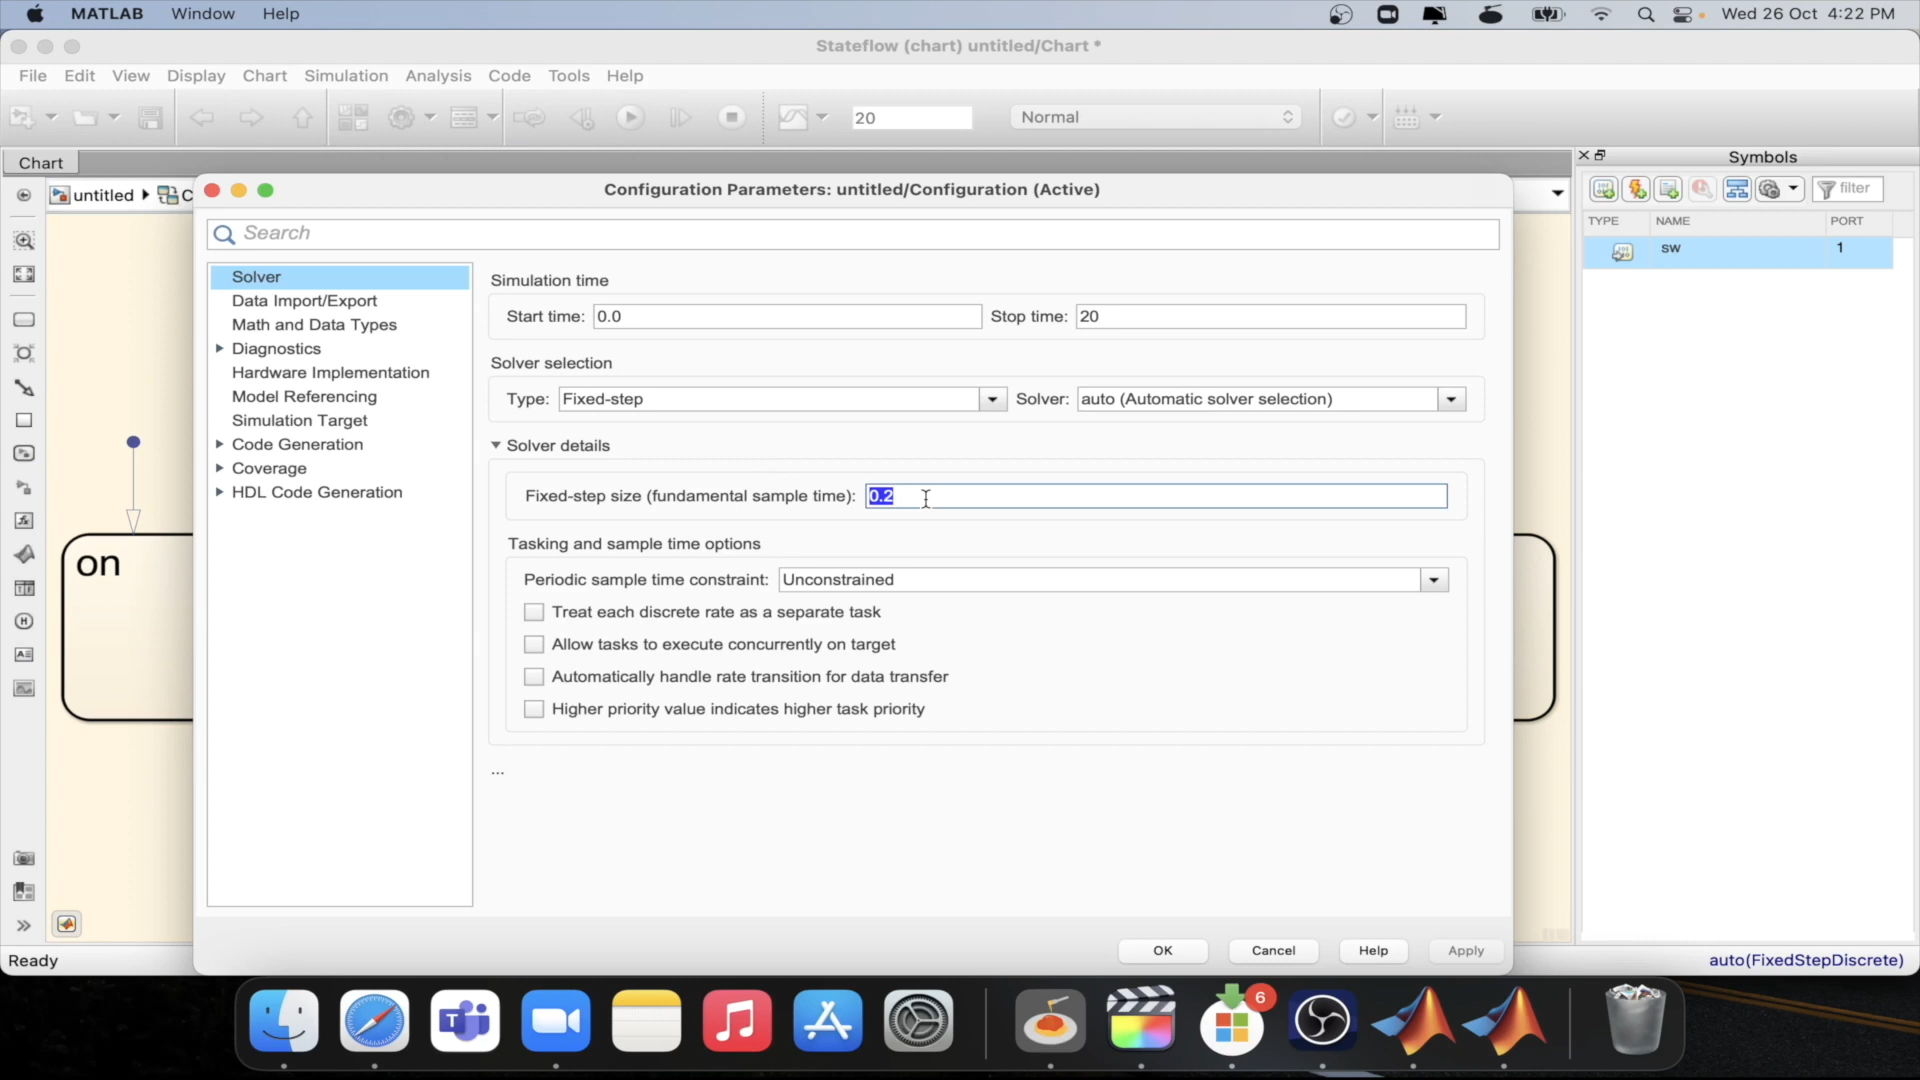 MATLAB Window Help Wed 26 Oct 4:22 PM
Stateflow (chart) untitled/Chart *
File Edit View Display Chart Simulation Analysis Code Tools Help
20 Normal
Chart
Symbols
untitled C
filter
TYPE NAME PORT
sw 1
Configuration Parameters: untitled/Configuration (Active)
Search
Solver
Data Import/Export
Math and Data Types
Diagnostics
Hardware Implementation
Model Referencing
Simulation Target
Code Generation
Coverage
HDL Code Generation
Simulation time
Start time: 0.0 Stop time: 20
Solver selection
Type: Fixed-step Solver: auto (Automatic solver selection)
Solver details
Fixed-step size (fundamental sample time): 0.2
Tasking and sample time options
Periodic sample time constraint: Unconstrained
Treat each discrete rate as a separate task
Allow tasks to execute concurrently on target
Automatically handle rate transition for data transfer
Higher priority value indicates higher task priority
...
on
OK Cancel Help Apply
Ready auto(FixedStepDiscrete)
6